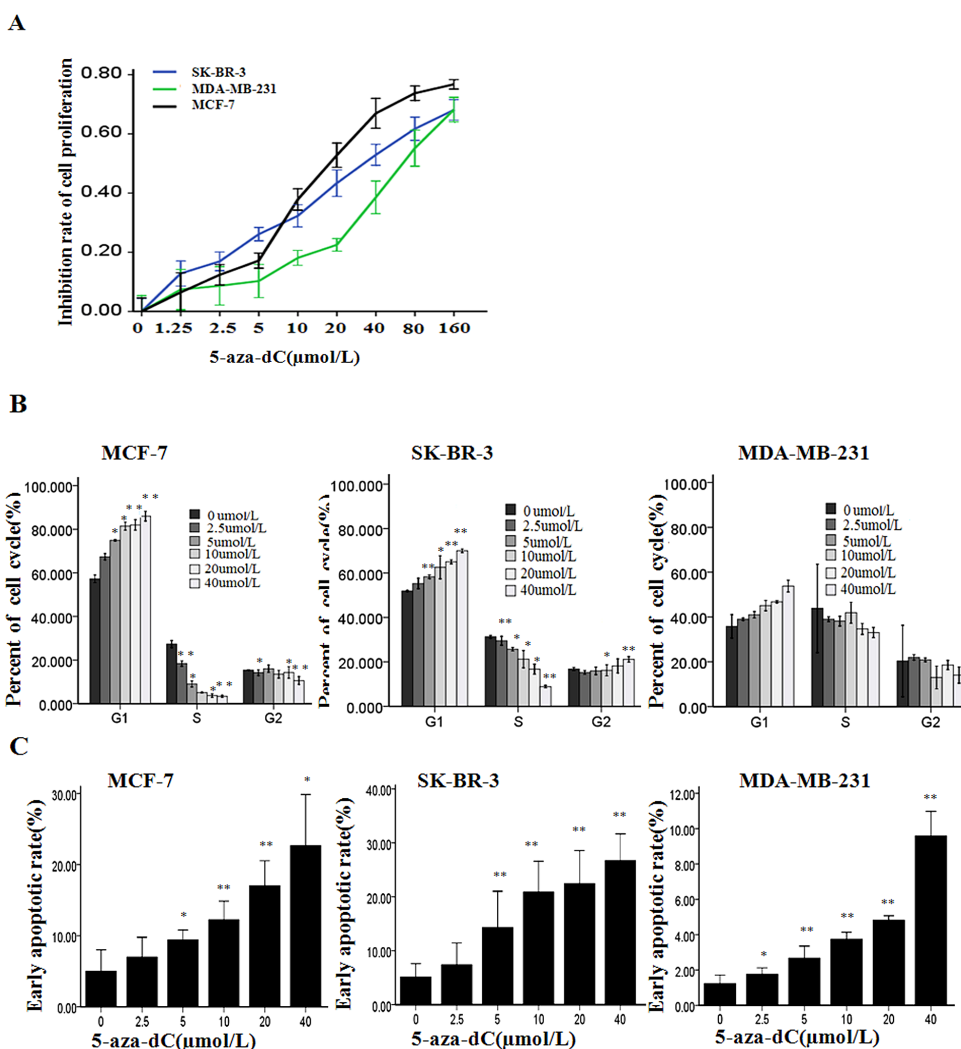 A
0.80
0.60
0.40
0.20
0.00
Inhibition rate of cell proliferation
SK-BR-3
MDA-MB-231
MCF-7
0 1.25 2.5 5 10 20 40 80 160
5-aza-dC(μmol/L)
B
MCF-7
100.000
80.000
60.000
40.000
20.000
0.000
Percent of cell cycle(%)
0 umol/L
2.5umol/L
5umol/L
10umol/L
20umol/L
40umol/L
* * * * * * *
* * * * * *
* * * *
G1 S G2
SK-BR-3
100.00
80.00
60.00
40.00
20.00
.000
Percent of cell cycle(%)
0 umol/L
2.5umol/L
5umol/L
10umol/L
20umol/L
40umol/L
** * ** **
** * * * **
* **
G1 S G2
MDA-MB-231
100.00
80.00
60.00
40.00
20.00
00.00
Percent of cell cycle(%)
0 umol/L
2.5umol/L
5umol/L
10umol/L
20umol/L
40umol/L
G1 S G2
C
MCF-7
30.00
20.00
10.00
0.00
Early apoptotic rate(%)
* ** ** *
0 2.5 5 10 20 40
5-aza-dC(μmol/L)
SK-BR-3
40.00
30.00
20.00
10.00
0.00
Early apoptotic rate(%)
** ** ** **
0 2.5 5 10 20 40
5-aza-dC(μmol/L)
MDA-MB-231
12.00
10.00
8.00
6.00
4.00
2.00
0.00
Early apoptotic rate(%)
* ** ** ** **
0 2.5 5 10 20 40
5-aza-dC(μmol/L)